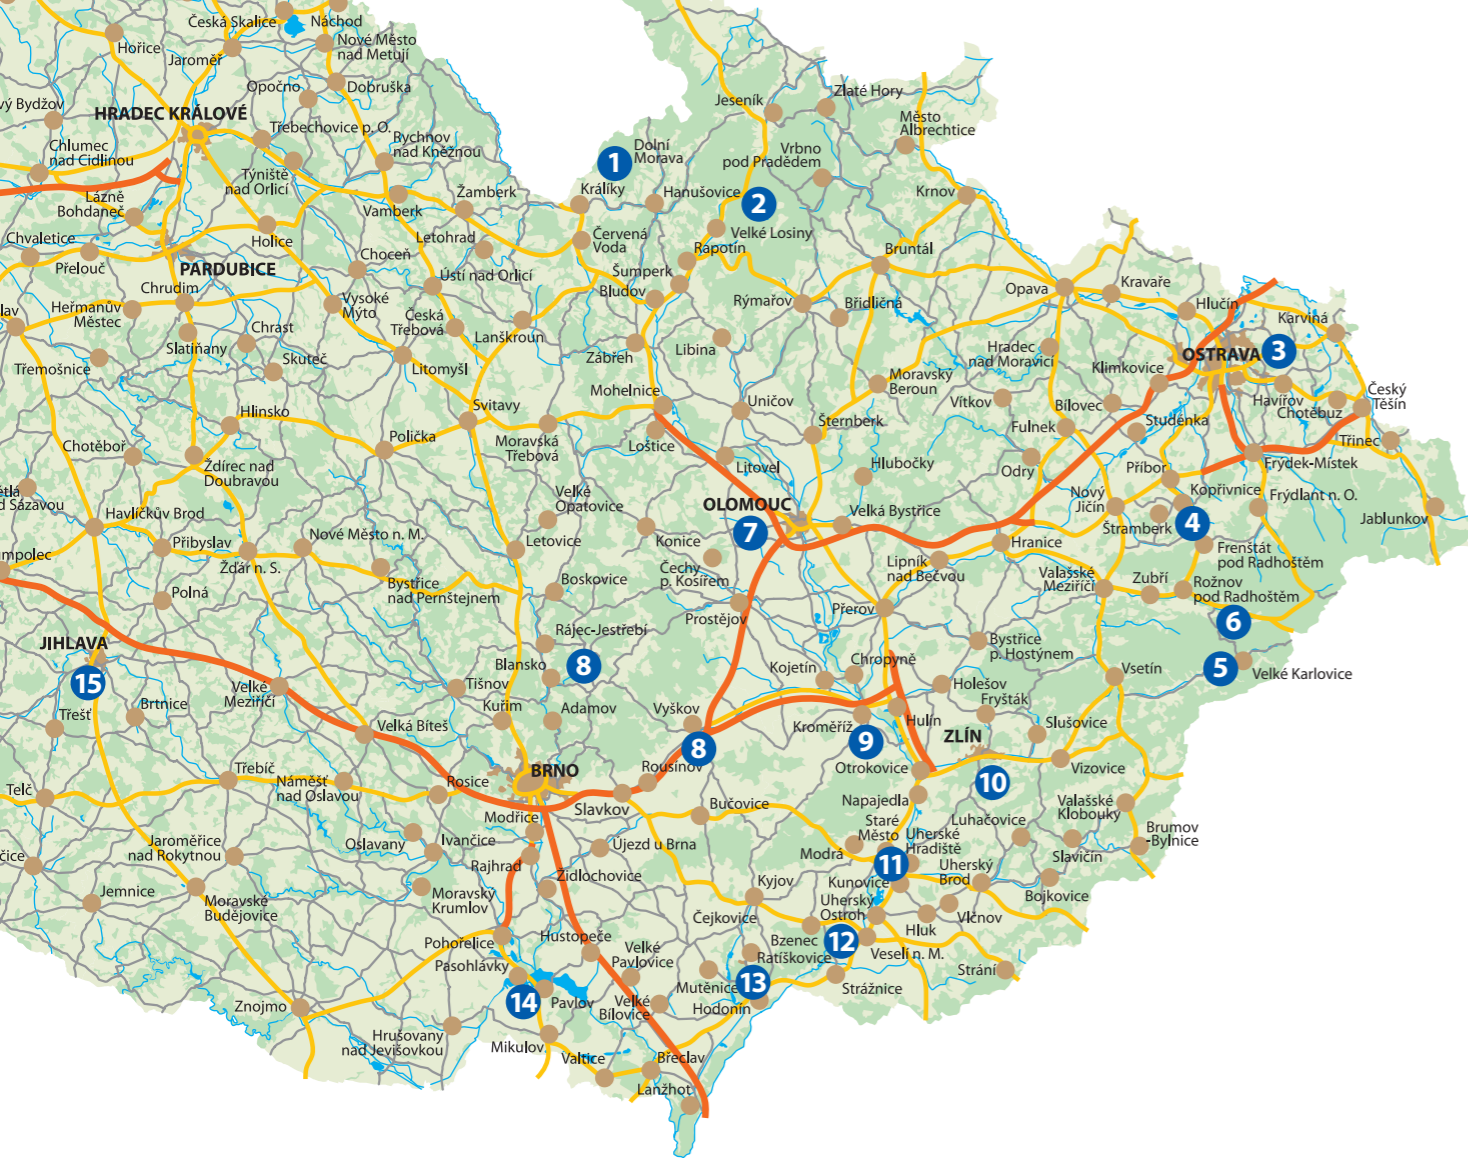 Česká Skalice
Náchod
Hořice
Nové Město
nad Metují
Jaroměř
Opočno
Dobruška
Jeseník
Zlaté Hory
vý Bydžov
HRADEC KRÁLOVÉ
Město
Albrechtice
Třebechovice p. O.
Rychnov
nad Kněžnou
Chlumec
nad Cidlinou
1
Dolní
Morava
Vrbno
pod Pradědem
Týniště
nad Orlicí
Králíky
Hanušovice
2
Krnov
Lázně
Bohdaneč
Vamberk
Žamberk
Velké Losiny
Chvaletice
Holice
Letohrad
Červená
Voda
Rapotín
Bruntál
Přelouč
PARDUBICE
Choceň
Ústí nad Orlicí
Šumperk
Chrudim
Bludov
Rýmařov
Břidličná
Opava
Kravaře
Hlučín
Heřmanův
Městec
Vysoké
Mýto
lav
Česká
Třebová
Karviná
Chrast
Lanškroun
Slatiňany
Skuteč
Zábřeh
Libina
Hradec
nad Moravicí
OSTRAVA
3
Třemošnice
Litomyšl
Moravský
Beroun
Klimkovice
Mohelnice
Český
Těšín
Hlinsko
Svitavy
Uničov
Vítkov
Bílovec
Havířov
Chotěbuz
Chotěboř
Polička
Moravská
Třebová
Loštice
Šternberk
Fulnek
Studénka
Třinec
Ždírec nad
Doubravou
Litovel
Hlubočky
Odry
Příbor
Frýdek-Místek
ětlá
d Sázavou
Velké
Opatovice
OLOMOUC
Nový
Jičín
Kopřivnice
Frýdlant n. O.
Havlíčkův Brod
Velká Bystřice
Štramberk
4
Jablunkov
Přibyslav
Nové Město n. M.
Letovice
Konice
7
Hranice
Frenštát
pod Radhoštěm
mpolec
Žďár n. S.
Čechy
p. Kosířem
Lipník
nad Bečvou
Valašské
Meziříčí
Zubří
Rožnov
pod Radhoštěm
Polná
Bystřice
nad Pernštejnem
Boskovice
Prostějov
Přerov
6
JIHLAVA
Rájec-Jestřebí
Bystřice
p. Hostýnem
15
Blansko
8
Kojetín
Chropyně
Vsetín
5
Velké Karlovice
Velké
Meziříčí
Tišnov
Holešov
Fryšták
Třešť
Brtnice
Kuřim
Adamov
Vyškov
Kroměříž
Hulín
Slušovice
Velká Bíteš
8
9
ZLÍN
Telč
Třebíč
Náměšť
nad Oslavou
Rosice
BRNO
Rousínov
Otrokovice
10
Vizovice
Slavkov
Bučovice
Napajedla
Valašské
Klobouky
Modřice
Staré
Město
Luhačovice
Jaroměřice
nad Rokytnou
Oslavany
Ivančice
Újezd u Brna
Uherské
Hradiště
Brumov
-Bylnice
čice
Rajhrad
Modrá
11
Slavičín
Židlochovice
Kyjov
Kunovice
Uherský
Brod
Jemnice
Moravské
Budějovice
Moravský
Krumlov
Uherský
Ostroh
Bojkovice
Čejkovice
Vlčnov
Pohořelice
Hustopeče
Velké
Pavlovice
Bzenec
12
Hluk
Pasohlávky
Ratíškovice
Veselí n. M.
Strání
Znojmo
14
Pavlov
Velké
Bílovice
Mutěnice
13
Hodonín
Strážnice
Hrušovany
nad Jevišovkou
Mikulov
Valtice
Břeclav
Lanžhot